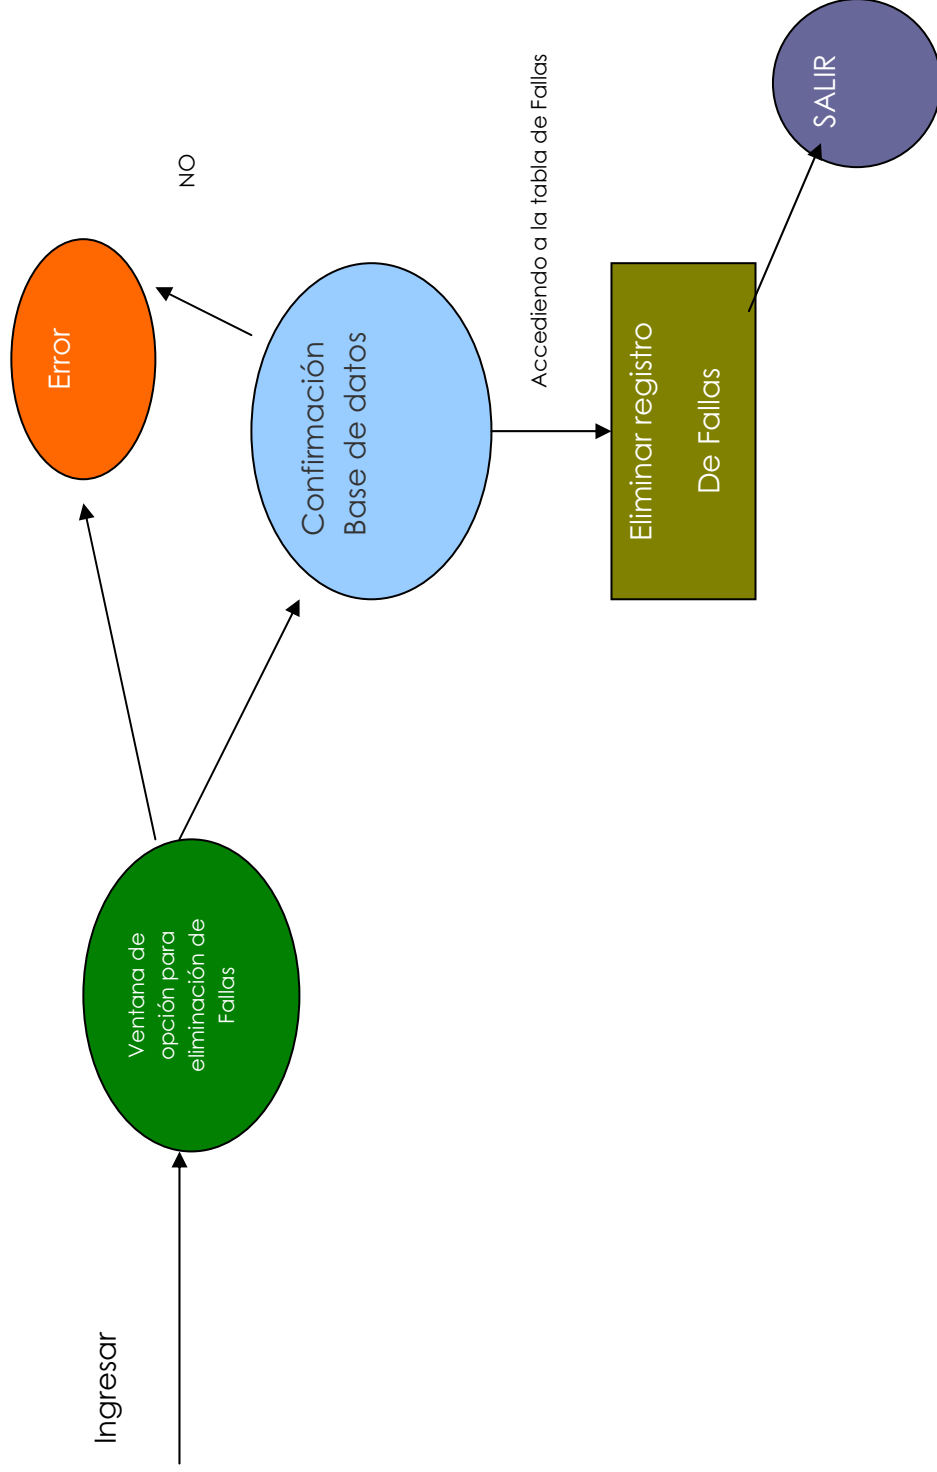 Ingresar
Ventana de
opción para
eliminación de
Fallas
Error
NO
Confirmación
Base de datos
Accediendo a la tabla de Fallas
Eliminar registro
De Fallas
SALIR